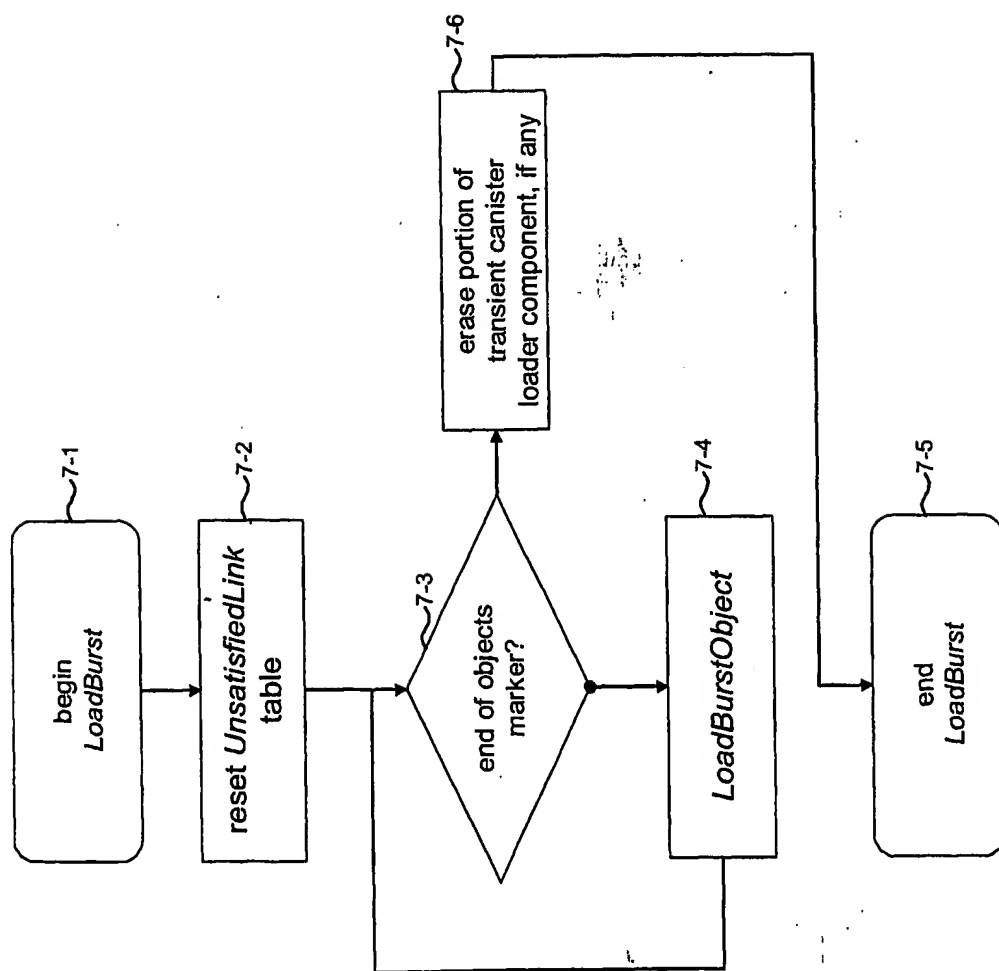 7-1
begin
LoadBurst
7-2
reset UnsatisfiedLink
table
7-3
end of objects
marker?
7-6
erase portion of
transient canister
loader component, if any
7-4
LoadBurstObject
7-5
end
LoadBurst